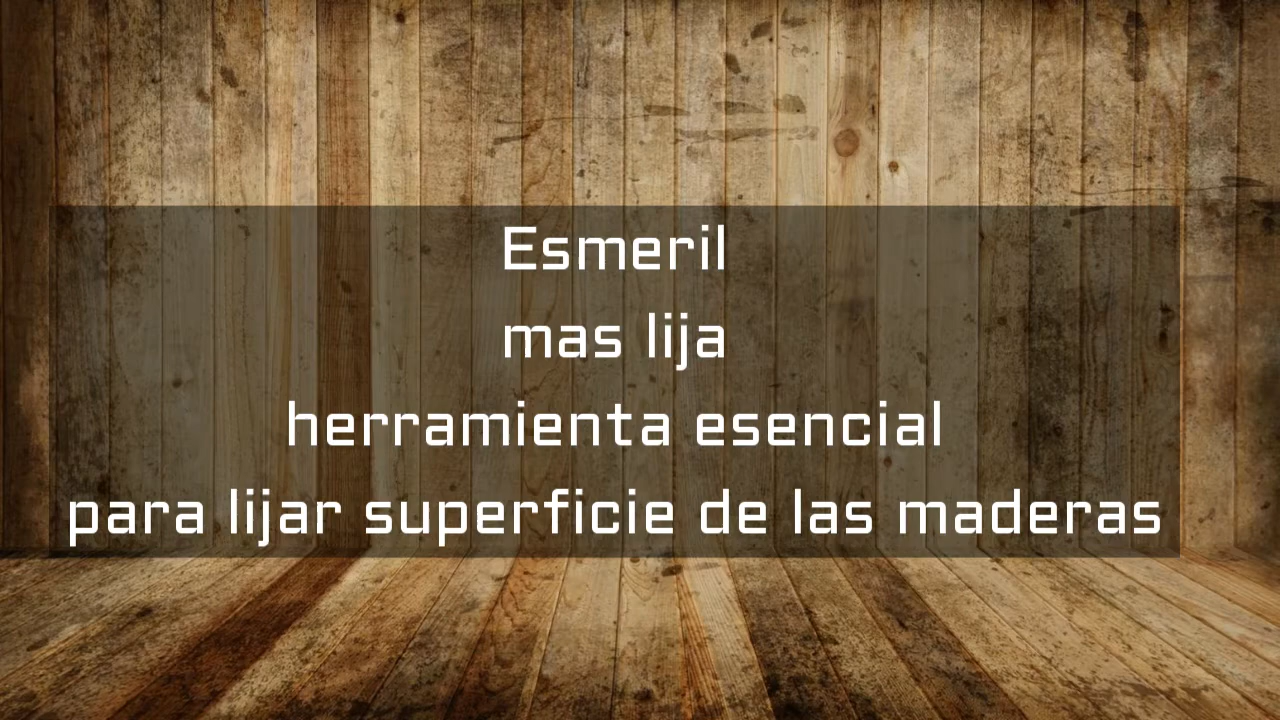 Esmeril
mas lija
herramienta esencial
para lijar superficie de las maderas